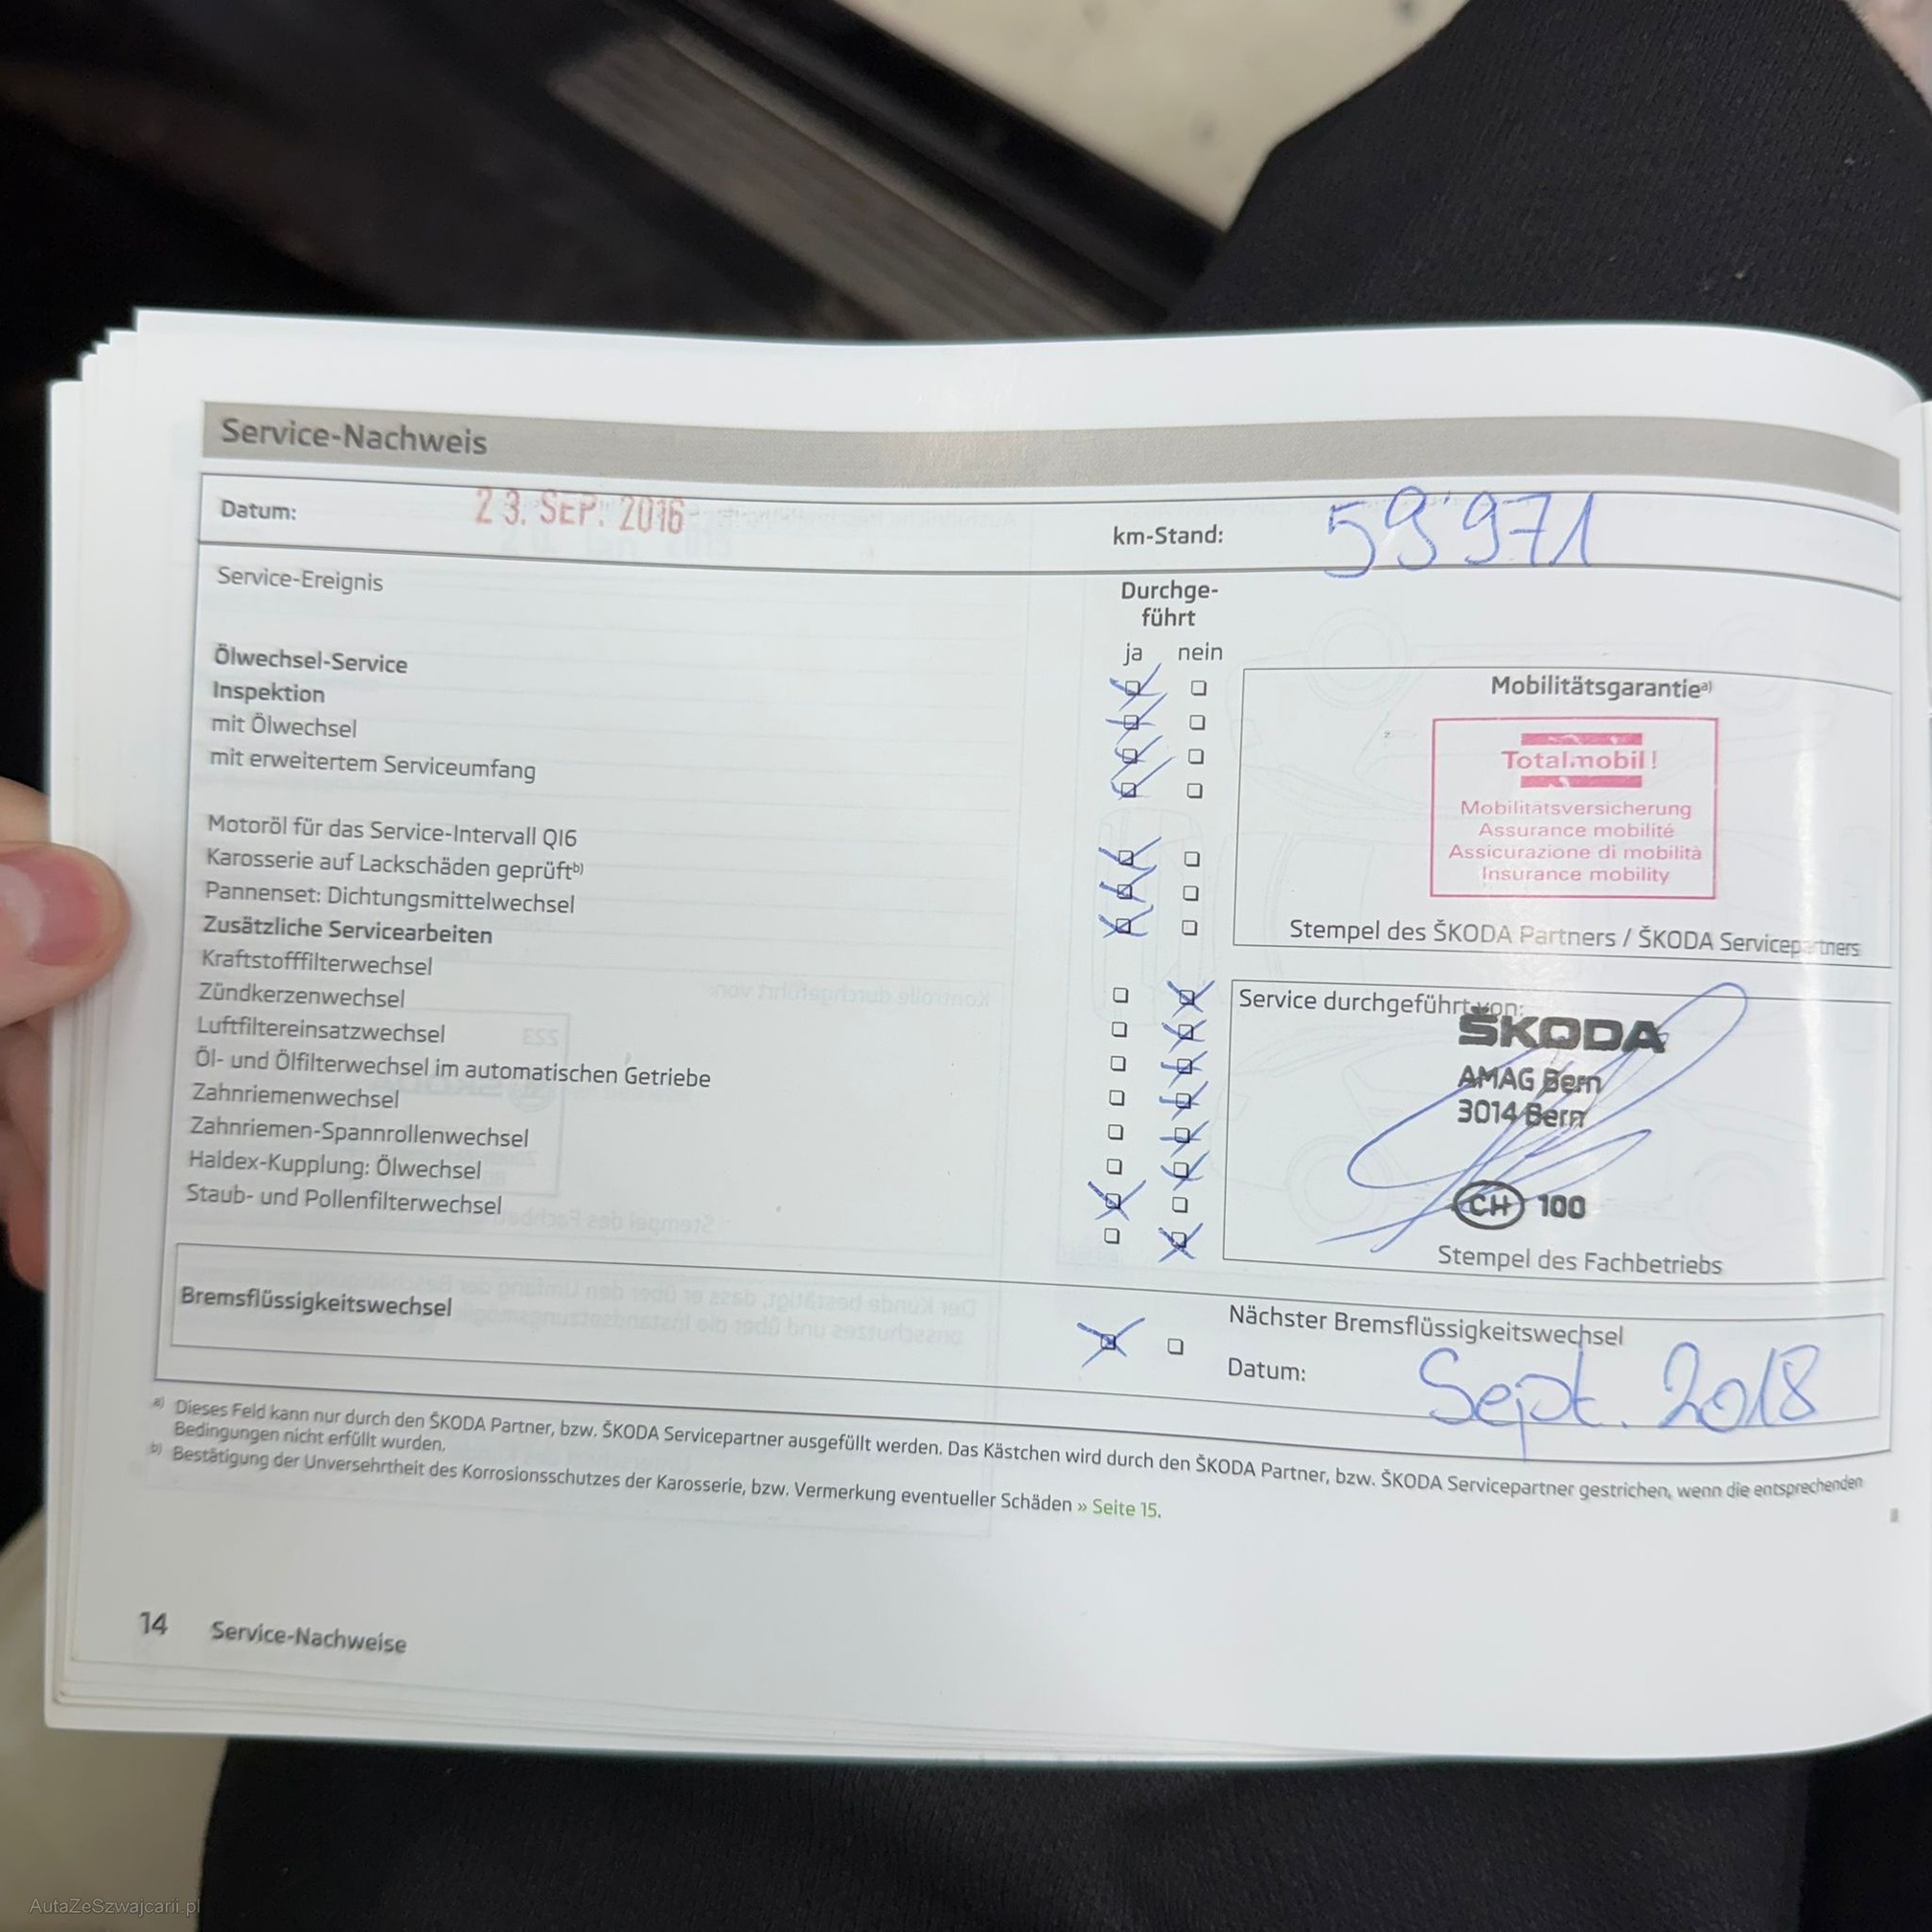 Service-Nachweis
Datum: 23. SEP. 2016 km-Stand: 59'971
Service-Ereignis
Durchge-
führt
ja nein
Ölwechsel-Service
Inspektion
mit Ölwechsel
mit erweitertem Serviceumfang
Motoröl für das Service-Intervall QI6
Karosserie auf Lackschäden geprüftb)
Pannenset: Dichtungsmittelwechsel
Zusätzliche Servicearbeiten
Kraftstofffilterwechsel
Zündkerzenwechsel
Luftfiltereinsatzwechsel
Öl- und Ölfilterwechsel im automatischen Getriebe
Zahnriemenwechsel
Zahnriemen-Spannrollenwechsel
Haldex-Kupplung: Ölwechsel
Staub- und Pollenfilterwechsel
Mobilitätsgarantiea)
Totalmobil!
Mobilitätsversicherung
Assurance mobilité
Assicurazione di mobilità
Insurance mobility
Stempel des ŠKODA Partners / ŠKODA Servicepartners
Service durchgeführt von:
ŠKODA
AMAG Bern
3014 Bern
CH 100
Stempel des Fachbetriebs
Bremsflüssigkeitswechsel
Nächster Bremsflüssigkeitswechsel
Datum: Sept. 2018
a) Dieses Feld kann nur durch den ŠKODA Partner, bzw. ŠKODA Servicepartner ausgefüllt werden. Das Kästchen wird durch den ŠKODA Partner, bzw. ŠKODA Servicepartner gestrichen, wenn die entsprechenden
Bedingungen nicht erfüllt wurden.
b) Bestätigung der Unversehrtheit des Korrosionsschutzes der Karosserie, bzw. Vermerkung eventueller Schäden » Seite 15.
14 Service-Nachweise
AutaZeSzwajcarii.pl